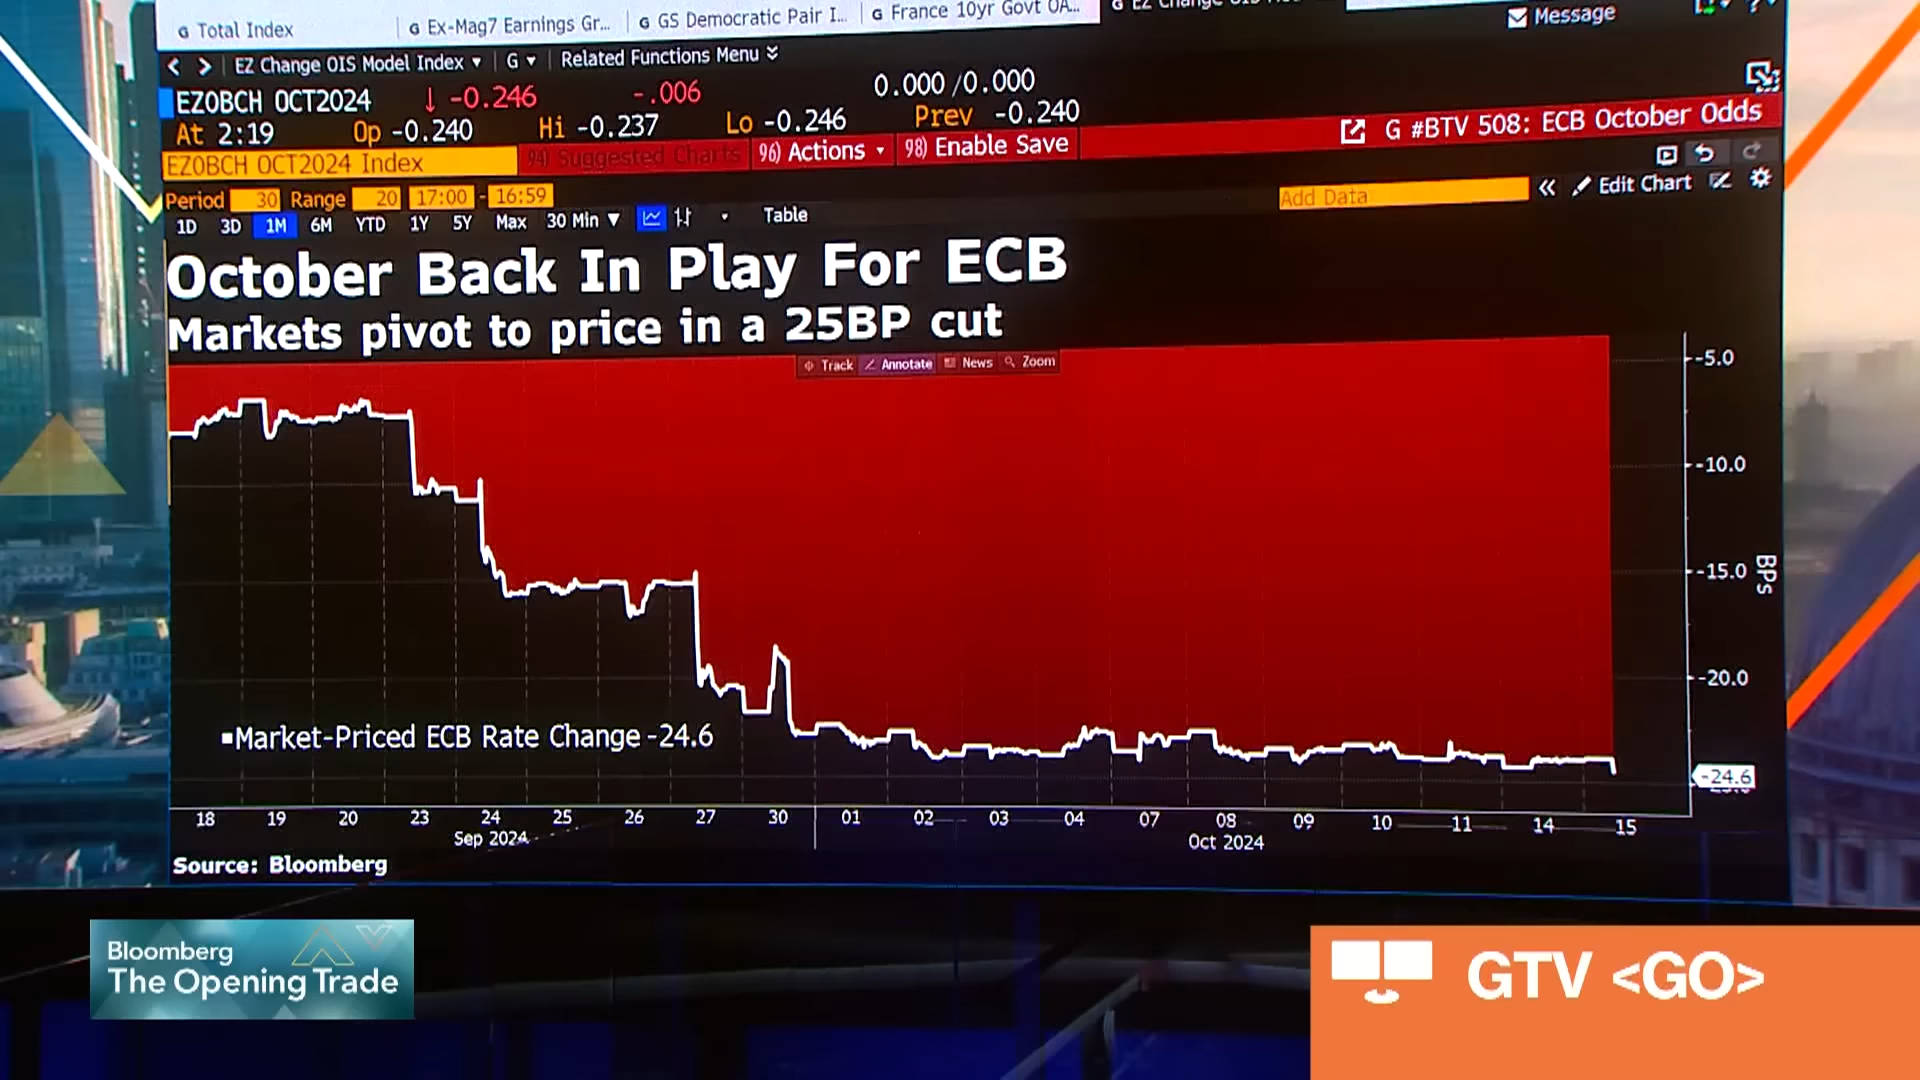 G Total Index
G Ex-Mag7 Earnings Gr...
G GS Democratic Pair I...
G France 10yr Govt OA...
Message
EZ Change OIS Model Index
G
Related Functions Menu
EZ0BCH OCT2024 ↓ -0.246 -.006 0.000 /0.000
At 2:19 Op -0.240 Hi -0.237 Lo -0.246 Prev -0.240
EZ0BCH OCT2024 Index
94) Suggested Charts
96) Actions
98) Enable Save
G #BTV 508: ECB October Odds
Period 30 Range 20 17:00 - 16:59
Add Data
« Edit Chart
1D 3D 1M 6M YTD 1Y 5Y Max 30 Min Table
October Back In Play For ECB
Markets pivot to price in a 25BP cut
Track Annotate News Zoom
-5.0
-10.0
-15.0
-20.0
-24.6
BPs
Market-Priced ECB Rate Change -24.6
18 19 20 23 24 25 26 27 30 01 02 03 04 07 08 09 10 11 14 15
Sep 2024 Oct 2024
Source: Bloomberg
Bloomberg
The Opening Trade
GTV <GO>